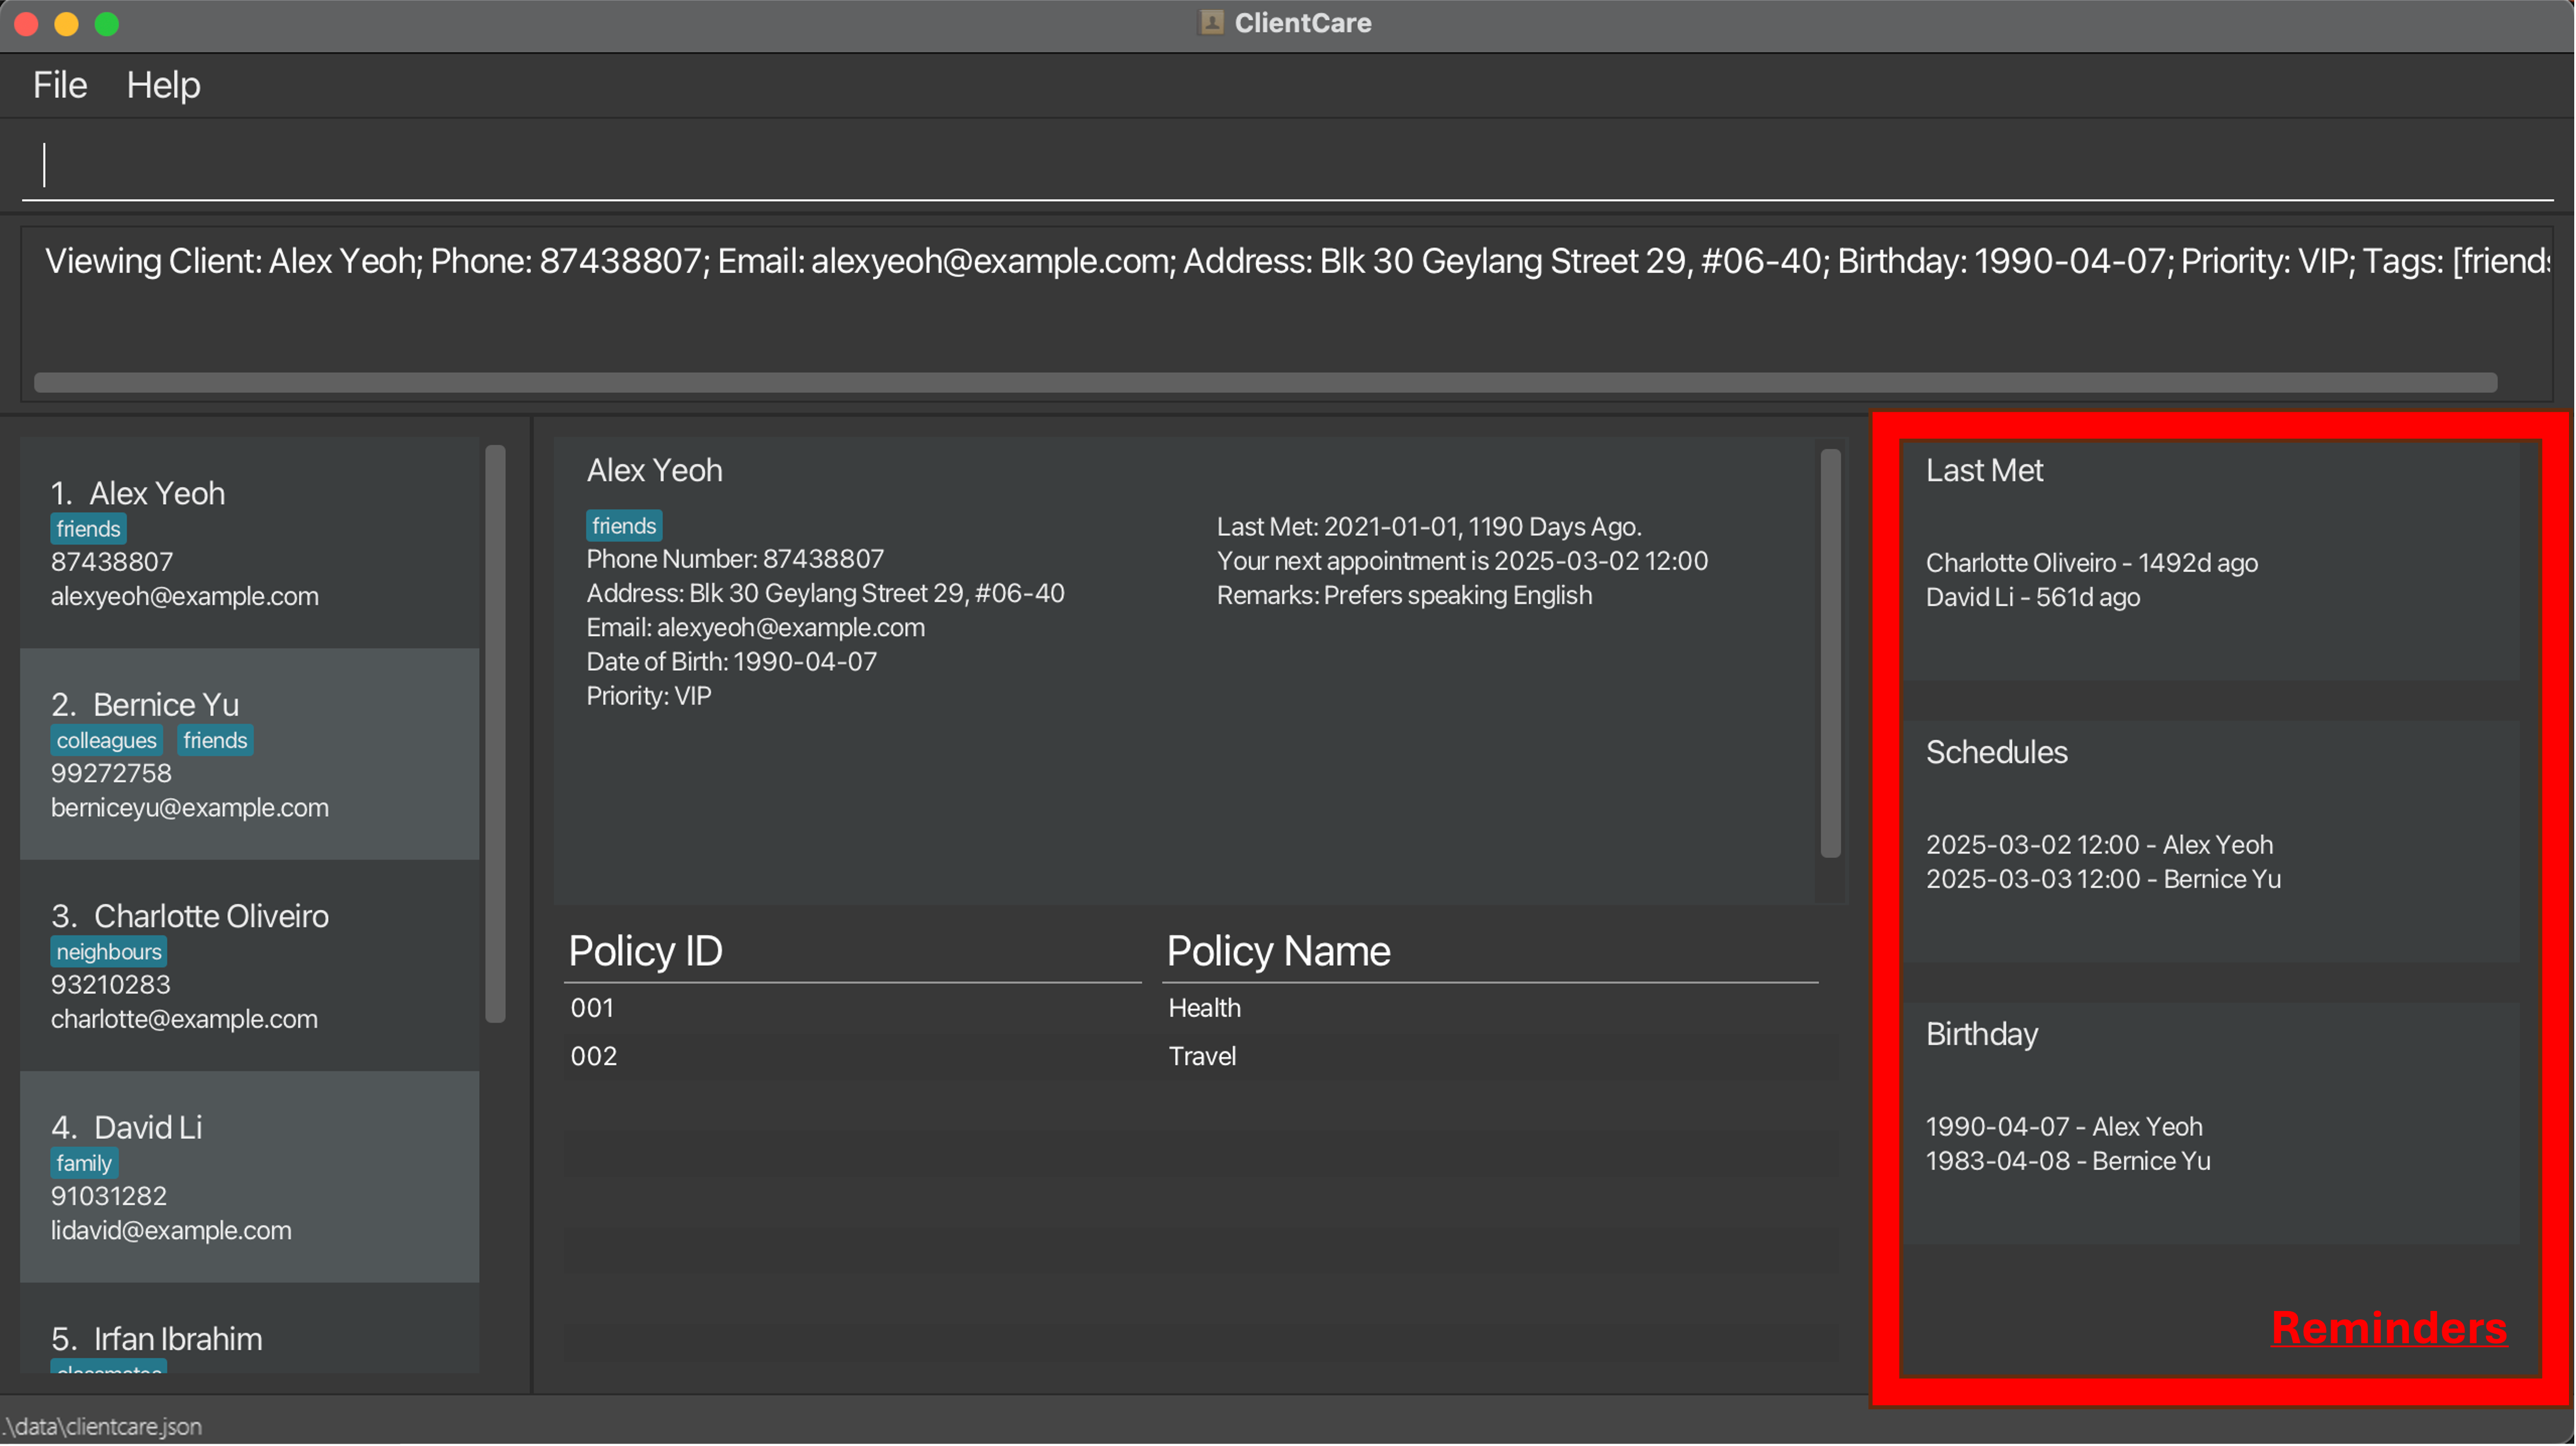 ClientCare
File Help
Viewing Client: Alex Yeoh; Phone: 87438807; Email: alexyeoh@example.com; Address: Blk 30 Geylang Street 29, #06-40; Birthday: 1990-04-07; Priority: VIP; Tags: [friends
1. Alex Yeoh
friends
87438807
alexyeoh@example.com
2. Bernice Yu
colleagues friends
99272758
berniceyu@example.com
3. Charlotte Oliveiro
neighbours
93210283
charlotte@example.com
4. David Li
family
91031282
lidavid@example.com
5. Irfan Ibrahim
Alex Yeoh
friends
Phone Number: 87438807
Address: Blk 30 Geylang Street 29, #06-40
Email: alexyeoh@example.com
Date of Birth: 1990-04-07
Priority: VIP
Last Met: 2021-01-01, 1190 Days Ago.
Your next appointment is 2025-03-02 12:00
Remarks: Prefers speaking English
Policy ID Policy Name
001 Health
002 Travel
Last Met
Charlotte Oliveiro - 1492d ago
David Li - 561d ago
Schedules
2025-03-02 12:00 - Alex Yeoh
2025-03-03 12:00 - Bernice Yu
Birthday
1990-04-07 - Alex Yeoh
1983-04-08 - Bernice Yu
Reminders
.\data\clientcare.json